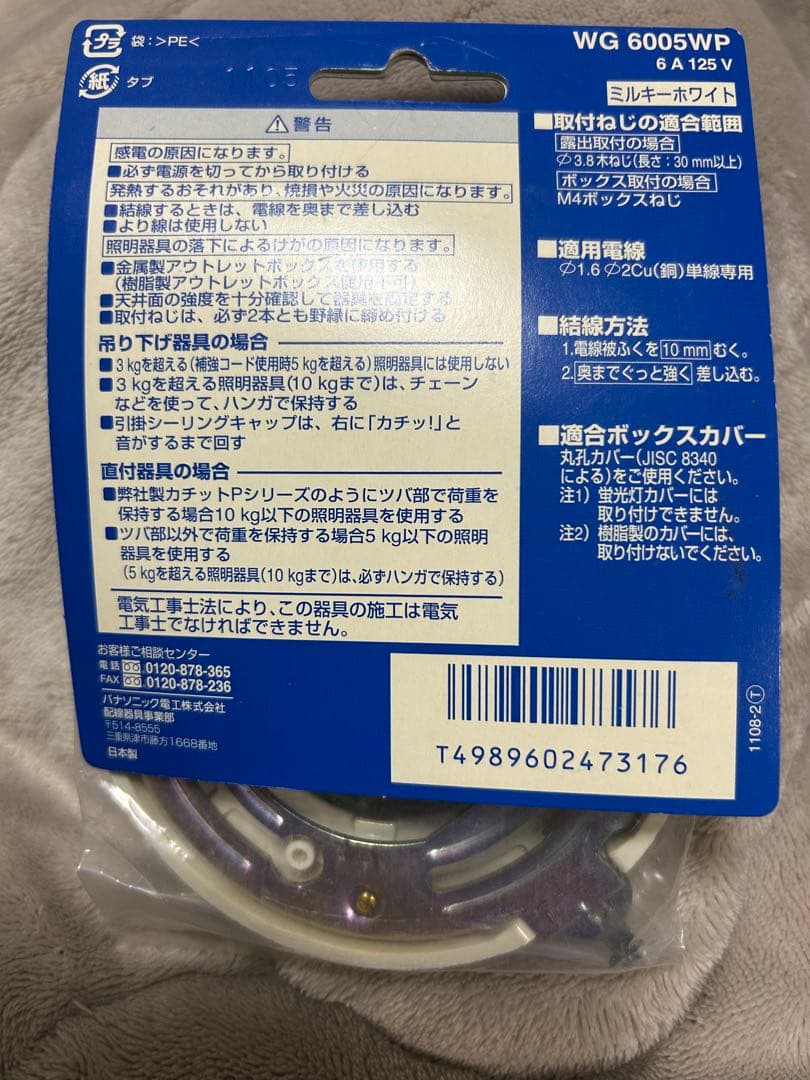 プラ 袋:>PE<
紙 タブ
1105
WG 6005WP
6 A 125 V
ミルキーホワイト
⚠警告
感電の原因になります。
■必ず電源を切ってから取り付ける
発熱するおそれがあり、焼損や火災の原因になります。
■結線するときは、電線を奥まで差し込む
■より線は使用しない
照明器具の落下によるけがの原因になります。
■金属製アウトレットボックスを使用する
(樹脂製アウトレットボックス使用不可)
■天井面の強度を十分確認して器具を固定する
■取付ねじは、必ず2本とも野縁に締め付ける
吊り下げ器具の場合
■3 kgを超える(補強コード使用時5 kgを超える)照明器具には使用しない
■3 kgを超える照明器具(10 kgまで)は、チェーン
などを使って、ハンガで保持する
■引掛シーリングキャップは、右に「カチッ!」と
音がするまで回す
直付器具の場合
■弊社製カチットPシリーズのようにツバ部で荷重を
保持する場合10 kg以下の照明器具を使用する
■ツバ部以外で荷重を保持する場合5 kg以下の照明
器具を使用する
(5 kgを超える照明器具(10 kgまで)は、必ずハンガで保持する)
電気工事士法により、この器具の施工は電気
工事士でなければできません。
お客様ご相談センター
電話 0120-878-365
FAX 0120-878-236
パナソニック電工株式会社
配線器具事業部
〒514-8555
三重県津市藤方1668番地
日本製
■取付ねじの適合範囲
露出取付の場合
φ3.8木ねじ(長さ:30 mm以上)
ボックス取付の場合
M4ボックスねじ
■適用電線
φ1.6 φ2Cu(銅)単線専用
■結線方法
1.電線被ふくを10 mmむく。
2.奥までぐっと強く差し込む。
■適合ボックスカバー
丸孔カバー(JISC 8340
による)をご使用ください。
注1) 蛍光灯カバーには
取り付けできません。
注2) 樹脂製のカバーには、
取り付けないでください。
T4989602473176
1108-2Ⓣ